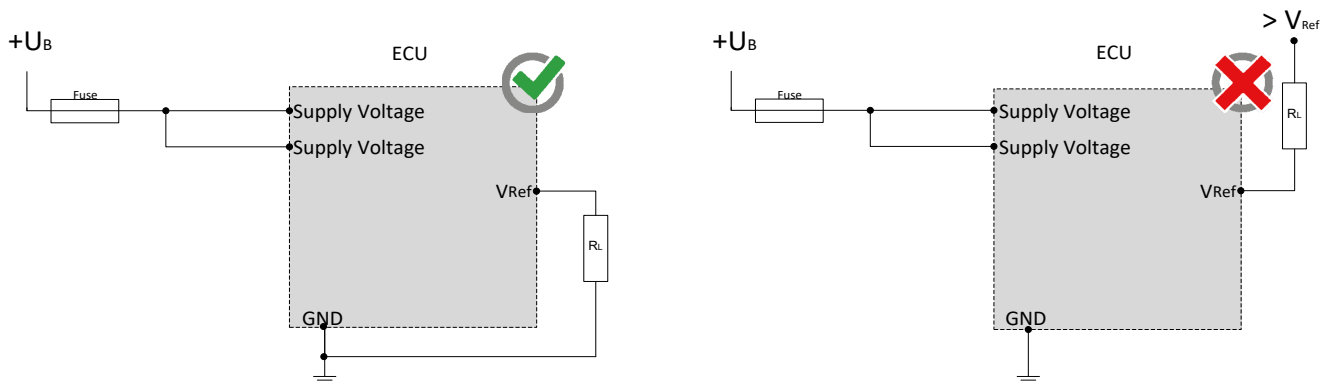 +UB
ECU
Fuse
Supply Voltage
Supply Voltage
VRef
RL
GND
> VRef
+UB
ECU
Fuse
RL
Supply Voltage
Supply Voltage
VRef
GND